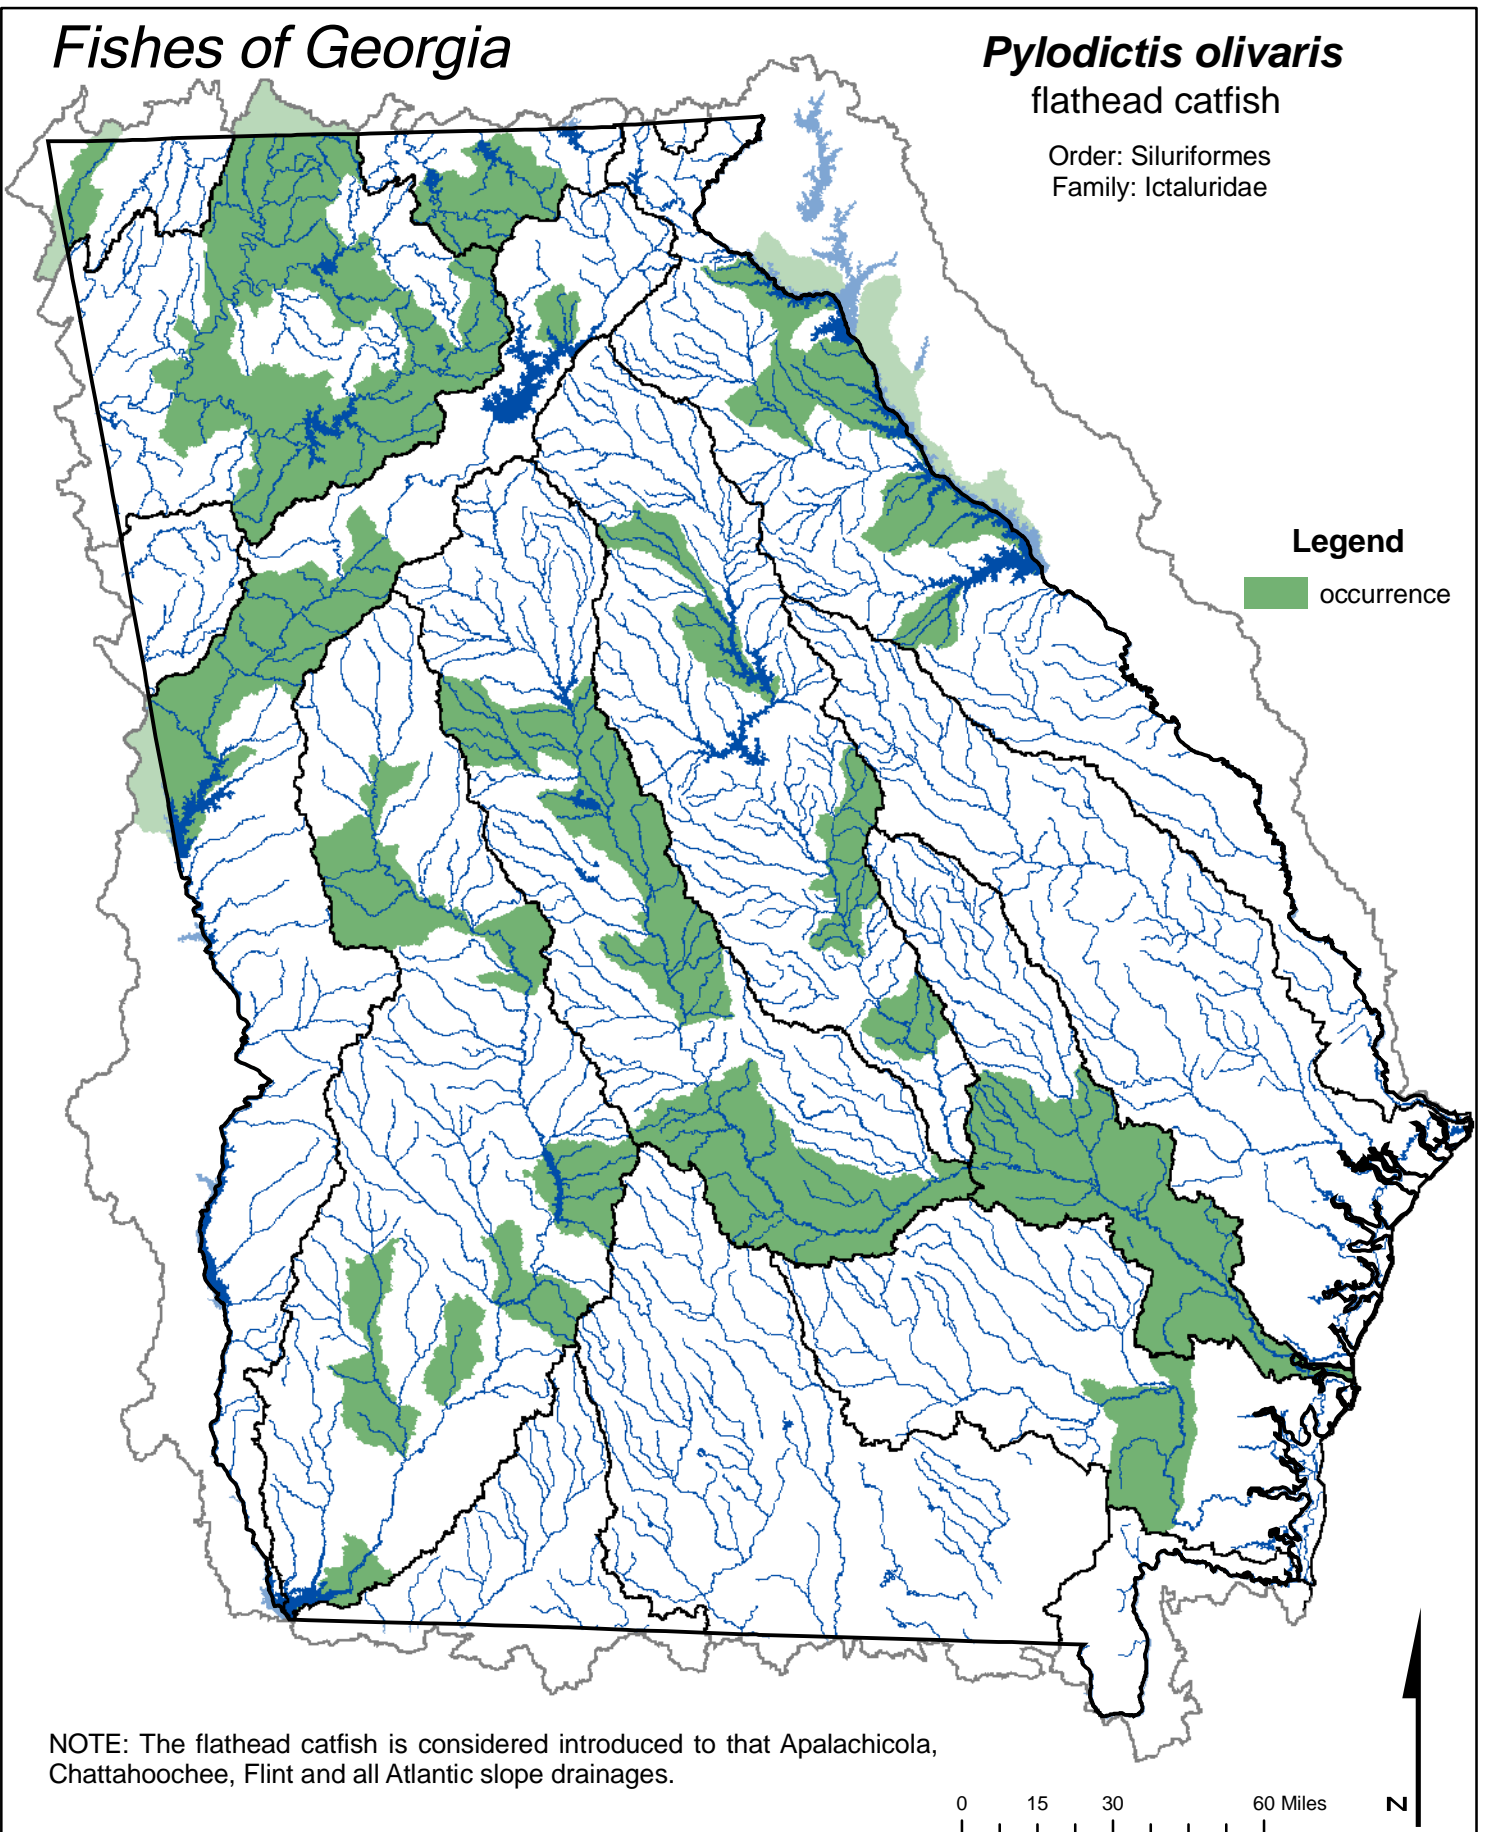 Fishes of Georgia
Pylodictis olivaris
flathead catfish
Order: Siluriformes
Family: Ictaluridae
Legend
occurrence
NOTE: The flathead catfish is considered introduced to that Apalachicola,
Chattahoochee, Flint and all Atlantic slope drainages.
0 15 30 60 Miles
N